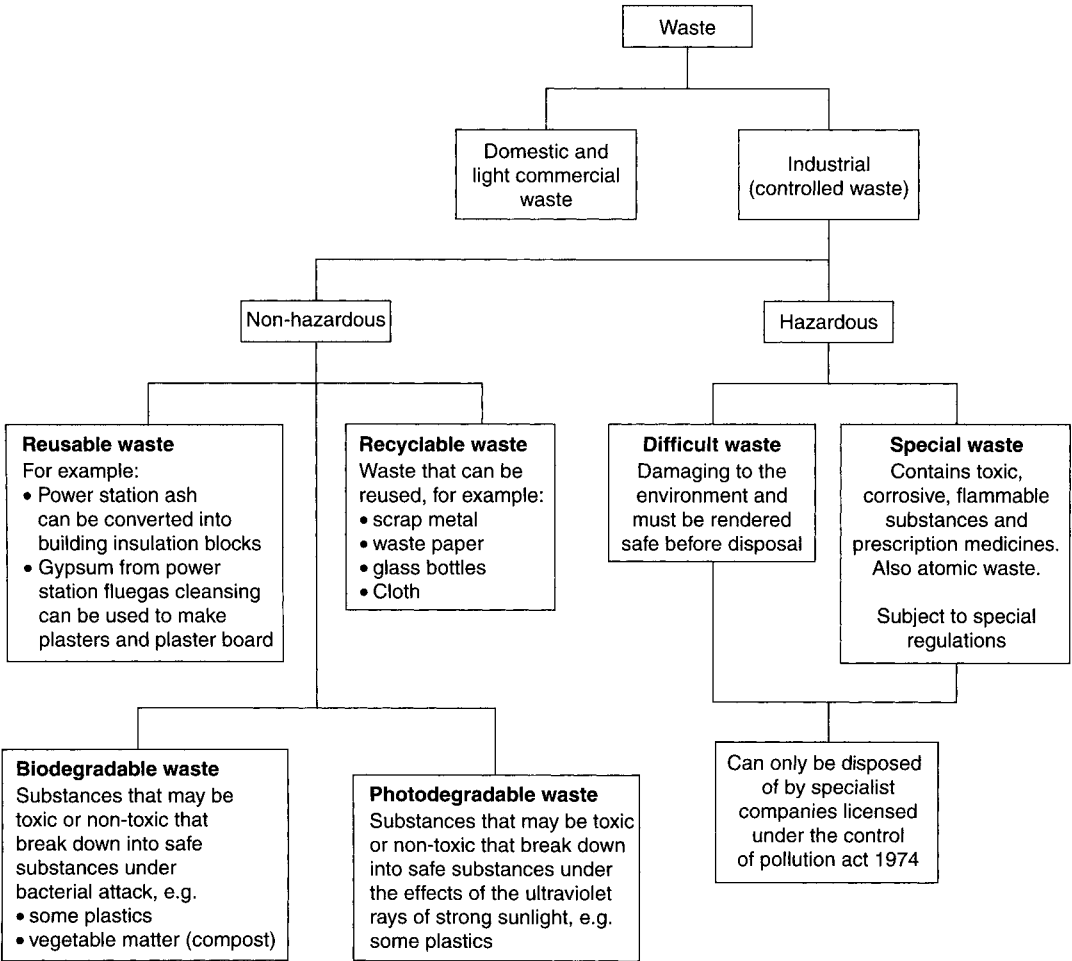 Waste
Domestic and
light commercial
waste
Industrial
(controlled waste)
Non-hazardous
Hazardous
Reusable waste
For example:
• Power station ash
can be converted into
building insulation blocks
• Gypsum from power
station fluegas cleansing
can be used to make
plasters and plaster board
Recyclable waste
Waste that can be
reused, for example:
• scrap metal
• waste paper
• glass bottles
• Cloth
Difficult waste
Damaging to the
environment and
must be rendered
safe before disposal
Special waste
Contains toxic,
corrosive, flammable
substances and
prescription medicines.
Also atomic waste.
Subject to special
regulations
Biodegradable waste
Substances that may be
toxic or non-toxic that
break down into safe
substances under
bacterial attack, e.g.
• some plastics
• vegetable matter (compost)
Photodegradable waste
Substances that may be toxic
or non-toxic that break down
into safe substances under
the effects of the ultraviolet
rays of strong sunlight, e.g.
some plastics
Can only be disposed
of by specialist
companies licensed
under the control
of pollution act 1974